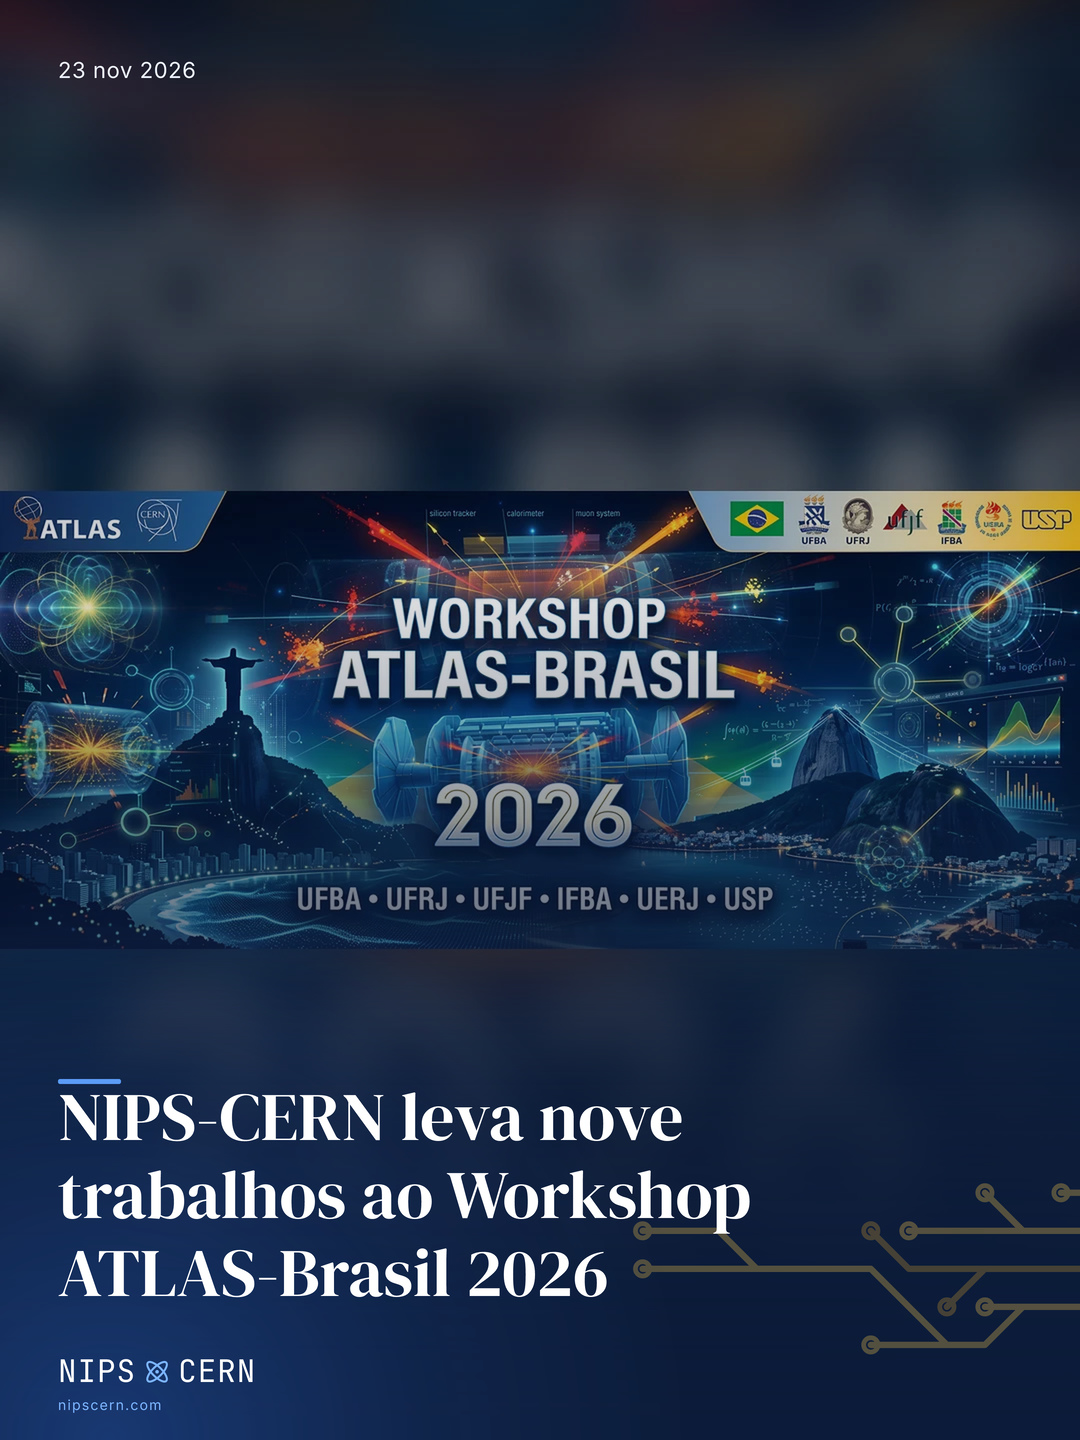 23 nov 2026
ATLAS
CERN
silicon tracker
calorimeter
muon system
UFBA
UFRJ
ufjf
IFBA
UERJ
USP
WORKSHOP
ATLAS-BRASIL
2026
UFBA • UFRJ • UFJF • IFBA • UERJ • USP
NIPS-CERN leva nove
trabalhos ao Workshop
ATLAS-Brasil 2026
NIPS CERN
nipscern.com